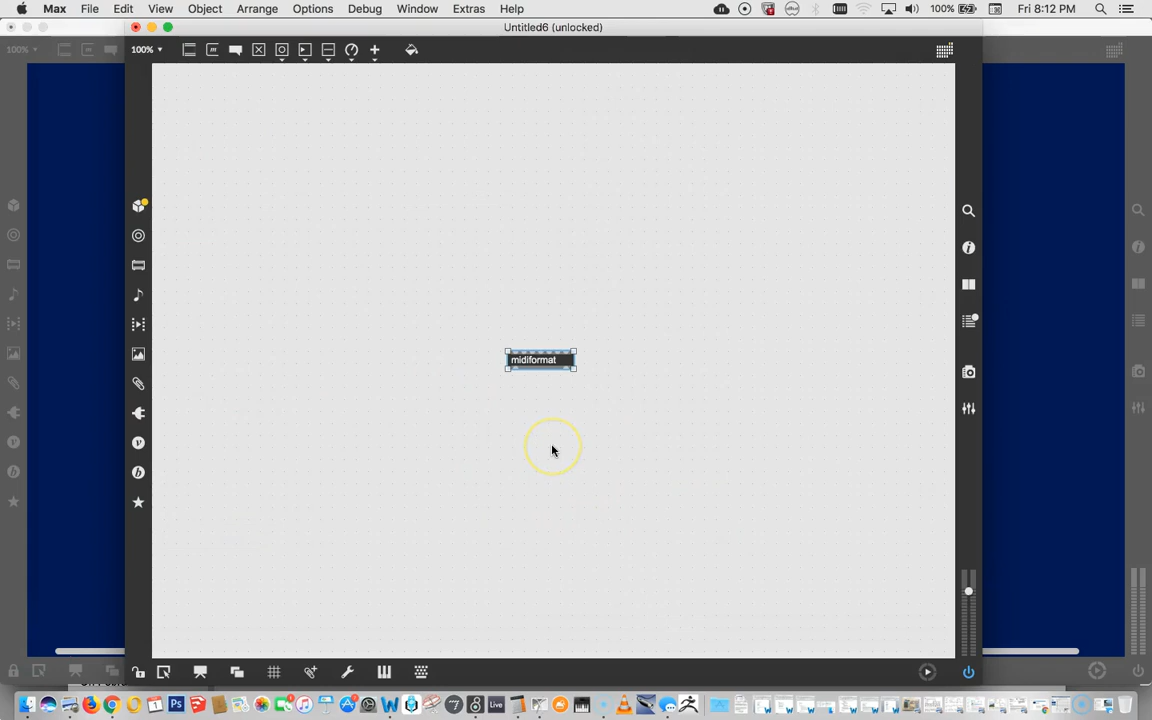 Max File Edit View Object Arrange Options Debug Window Extras Help 100% Fri 8:12 PM
Untitled6 (unlocked)
100% 100%
midiformat